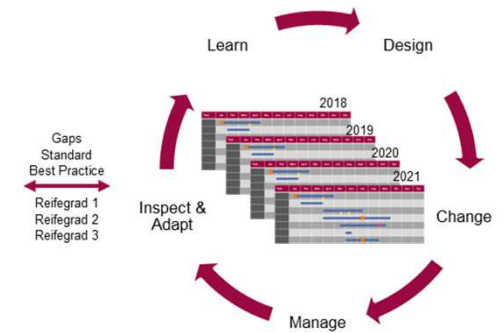 Learn
Design
2018
2019
2020
2021
Gaps
Standard
Best Practice
Reifegrad 1
Reifegrad 2
Reifegrad 3
Inspect &
Adapt
Change
Manage